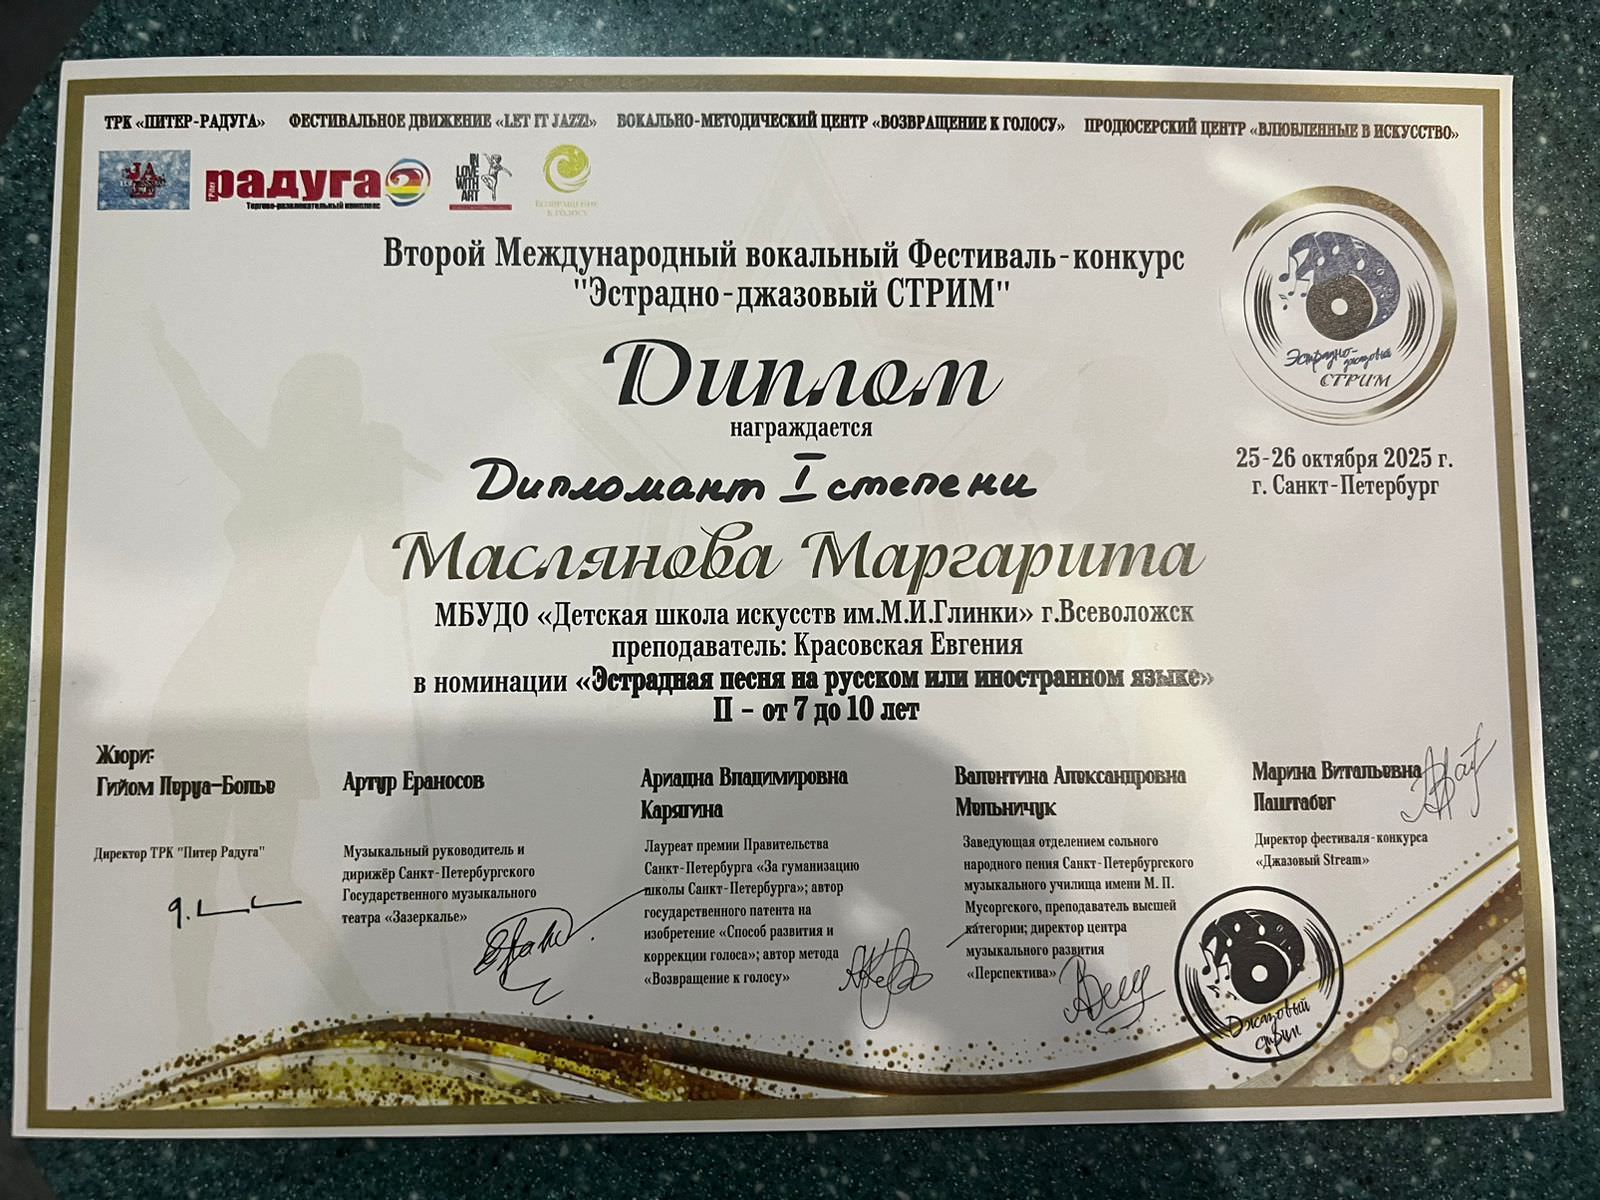 ТРК «ПИТЕР-РАДУГА» ФЕСТИВАЛЬНОЕ ДВИЖЕНИЕ «LET IT JAZZ!» ВОКАЛЬНО-МЕТОДИЧЕСКИЙ ЦЕНТР «ВОЗВРАЩЕНИЕ К ГОЛОСУ» ПРОДЮСЕРСКИЙ ЦЕНТР «ВЛЮБЛЕННЫЕ В ИСКУССТВО»
Piter радуга
Торгово-развлекательный комплекс
IN
LOVE
WITH
ART
ВОЗВРАЩЕНИЕ
К ГОЛОСУ
Второй Международный вокальный Фестиваль-конкурс
"Эстрадно-джазовый СТРИМ"
Эстрадно-
джазовый
СТРИМ
Диплом
награждается
25-26 октября 2025 г.
г. Санкт-Петербург
Дипломант I степени
Маслянова Маргарита
МБУДО «Детская школа искусств им.М.И.Глинки» г.Всеволожск
преподаватель: Красовская Евгения
в номинации «Эстрадная песня на русском или иностранном языке»
II - от 7 до 10 лет
Жюри:
Гийом Перуа-Болье
Директор ТРК "Питер Радуга"
Артур Ераносов
Музыкальный руководитель и
дирижёр Санкт-Петербургского
Государственного музыкального
театра «Зазеркалье»
Ариадна Владимировна
Карягина
Лауреат премии Правительства
Санкт-Петербурга «За гуманизацию
школы Санкт-Петербурга»; автор
государственного патента на
изобретение «Способ развития и
коррекции голоса»; автор метода
«Возвращение к голосу»
Валентина Александровна
Мельничук
Заведующая отделением сольного
народного пения Санкт-Петербургского
музыкального училища имени М. П.
Мусоргского, преподаватель высшей
категории; директор центра
музыкального развития
«Перспектива»
Марина Витальевна
Паштабег
Директор фестиваля-конкурса
«Джазовый Stream»
Джазовый
стрим